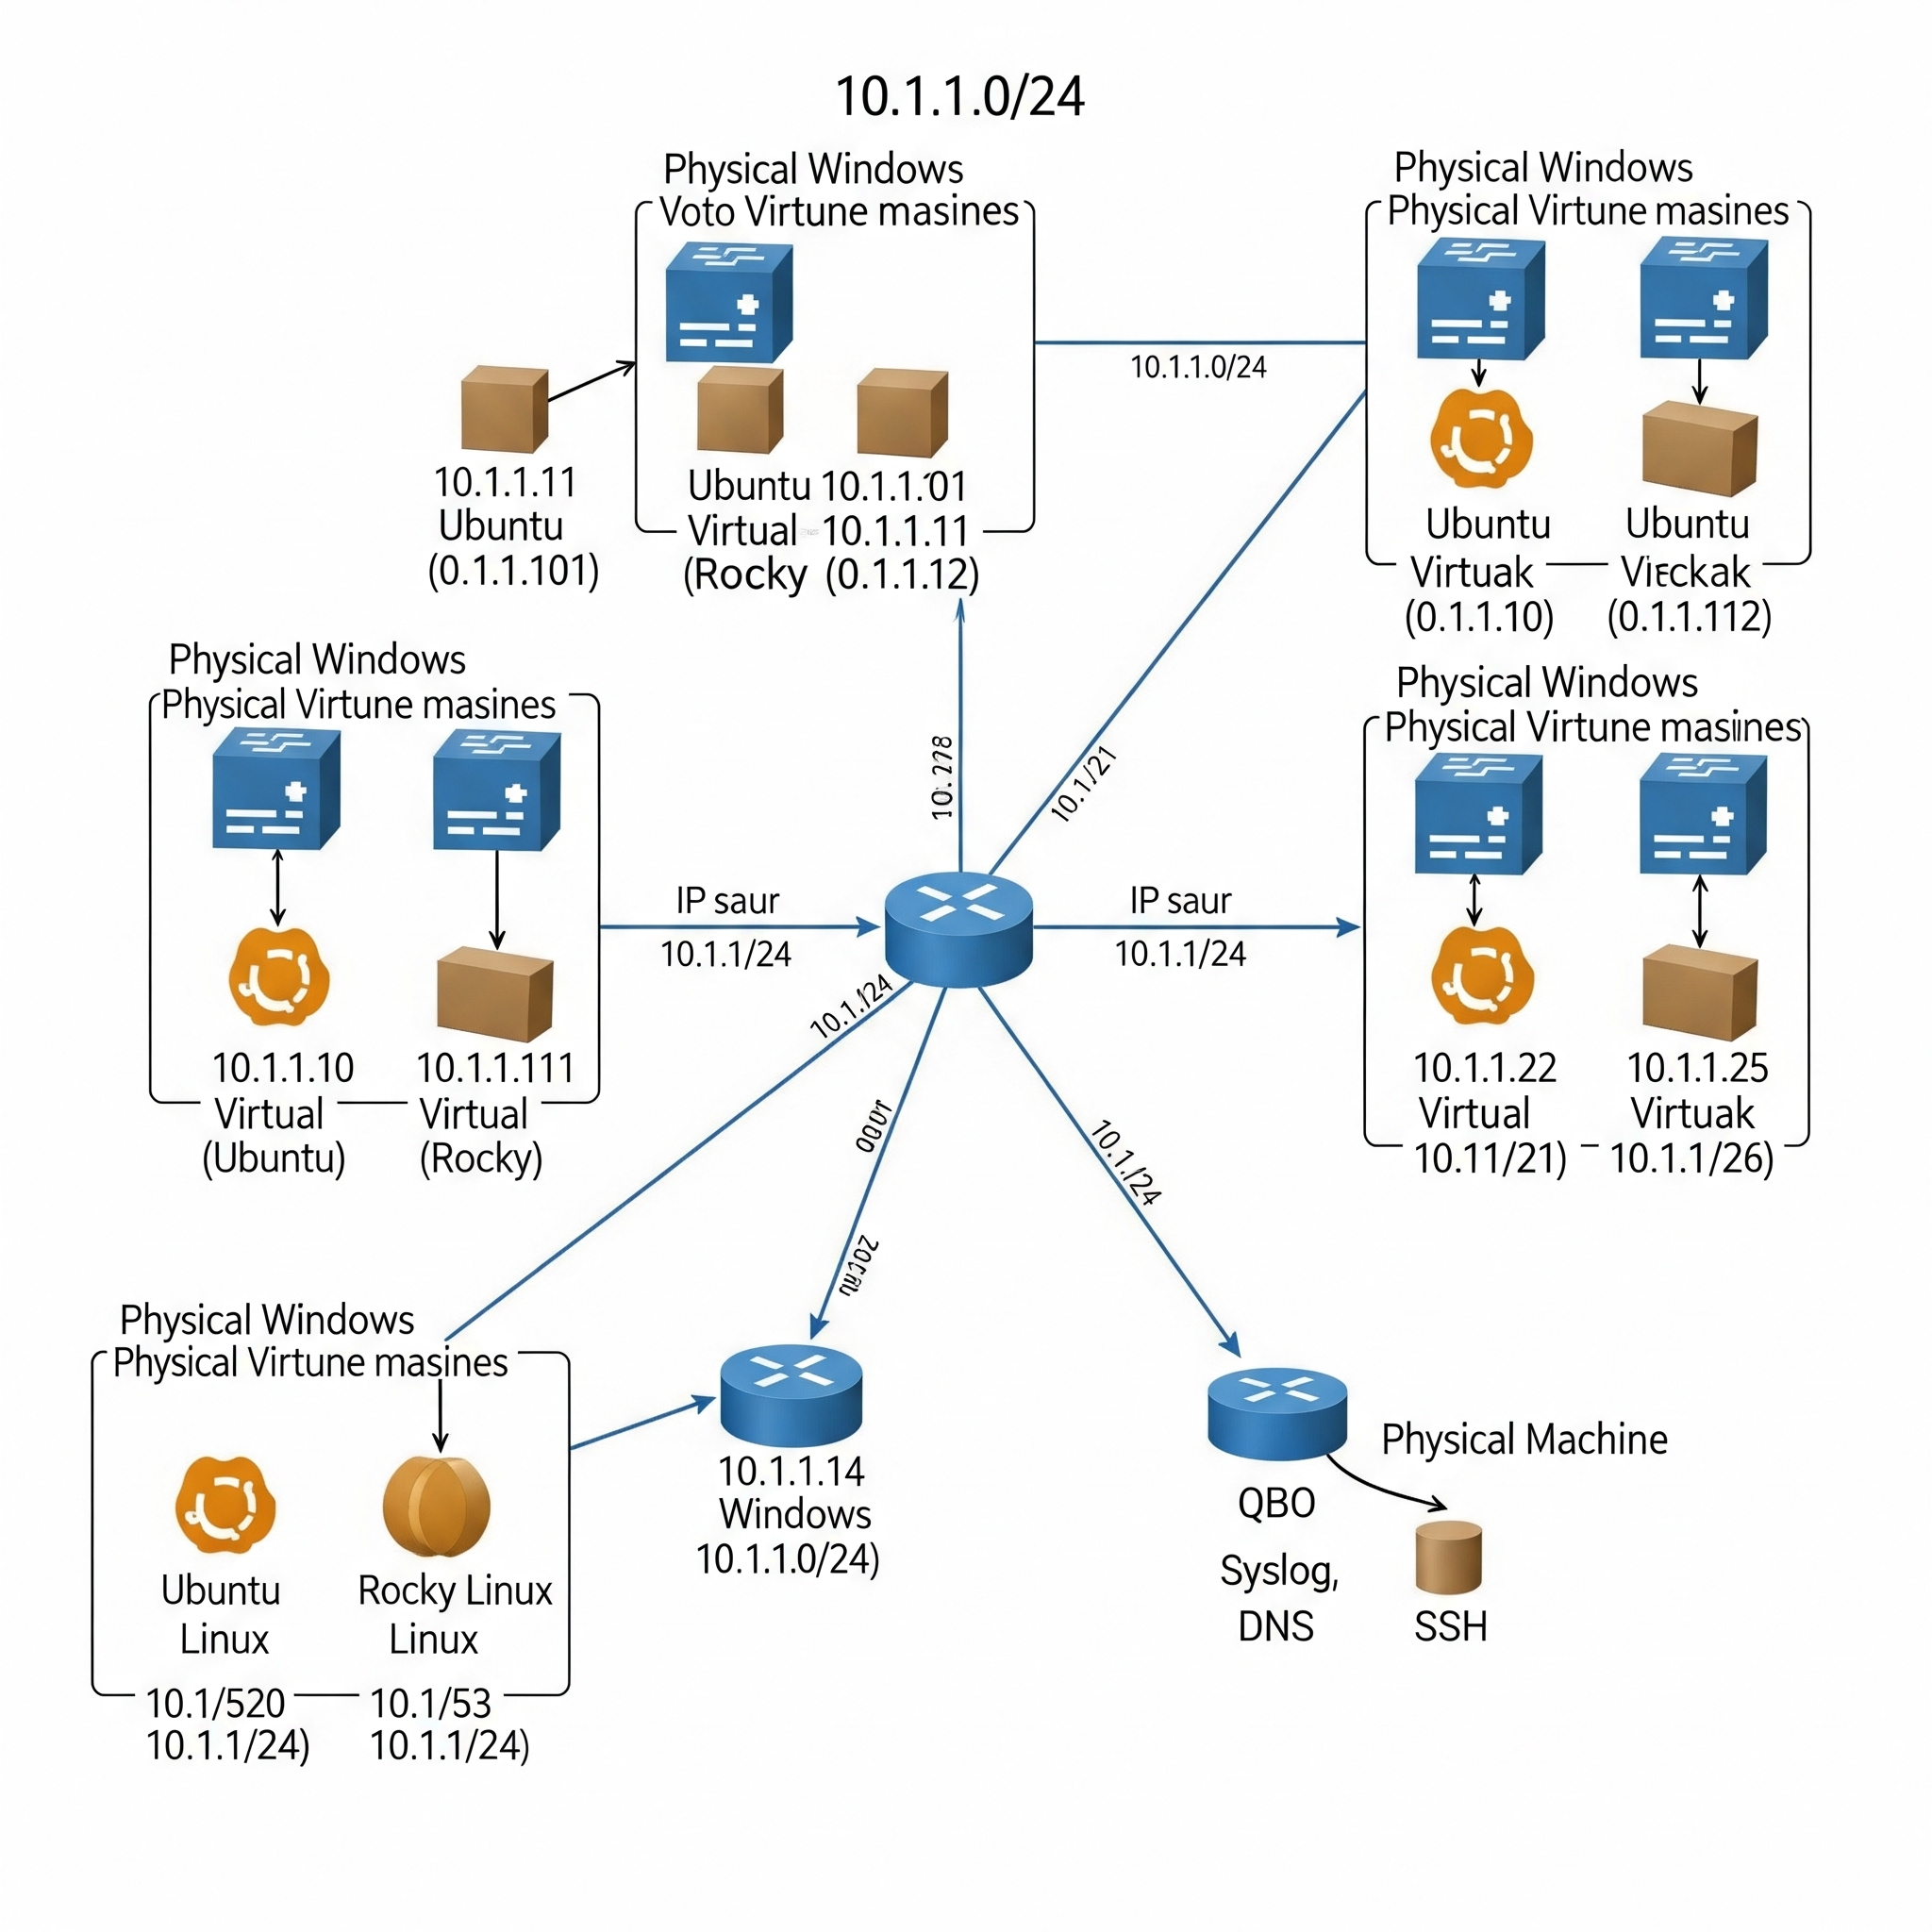 10.1.1.0/24
Physical Windows
Voto Virtune masines
10.1.1.11
Ubuntu
(0.1.1.101)
Ubuntu 10.1.1.01
Virtual 10.1.1.11
(Rocky (0.1.1.12)
10.1.1.0/24
Physical Windows
Physical Virtune masines
Ubuntu
Virtuak
(0.1.1.10)
Ubuntu
(0.1.1.112)
Physical Windows
Physical Virtune masines
10.1.1.10
Virtual
(Ubuntu)
10.1.1.111
Virtual
(Rocky)
10.1/21
IP saur
10.1.1/24
IP saur
10.1.1/24
Physical Windows
Physical Virtune masines
10.1.1.22
Virtual
10.11/21)
10.1.1.25
Virtuak
10.1.1/26)
10.1./24
10.1./24
Physical Windows
Physical Virtune masines
Ubuntu
Linux
10.1/520
10.1.1/24)
Rocky Linux
Linux
10.1/53
10.1.1/24)
10.1.1.14
Windows
10.1.1.0/24)
Physical Machine
QBO
Syslog,
DNS
SSH